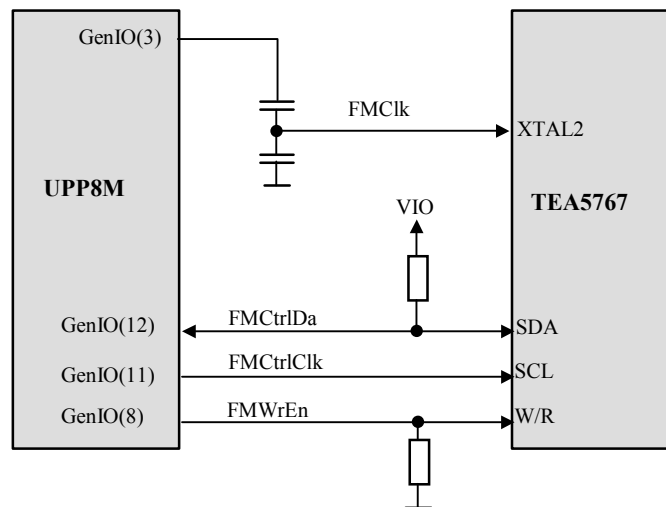 GenIO(3)
FMClk
XTAL2
UPP8M
TEA5767
VIO
GenIO(12)
FMCtrlDa
SDA
GenIO(11)
FMCtrlClk
SCL
GenIO(8)
FMWrEn
W/R